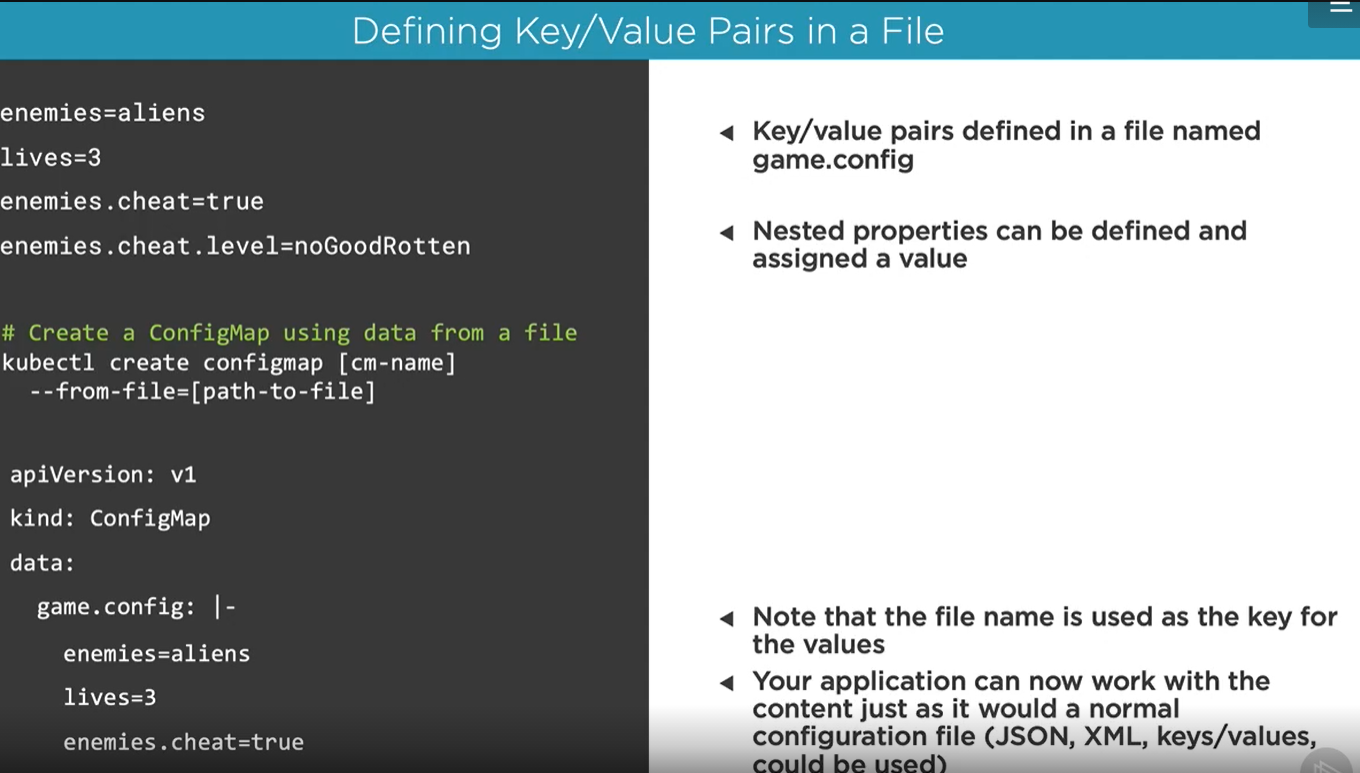 Defining Key/Value Pairs in a File
enemies=aliens
lives=3
enemies.cheat=true
enemies.cheat.level=noGoodRotten
# Create a ConfigMap using data from a file
kubectl create configmap [cm-name]
--from-file=[path-to-file]
apiVersion: v1
kind: ConfigMap
data:
game.config: |-
enemies=aliens
lives=3
enemies.cheat=true
Key/value pairs defined in a file named
game.config
Nested properties can be defined and
assigned a value
Note that the file name is used as the key for
the values
Your application can now work with the
content just as it would a normal
configuration file (JSON, XML, keys/values,
could be used)